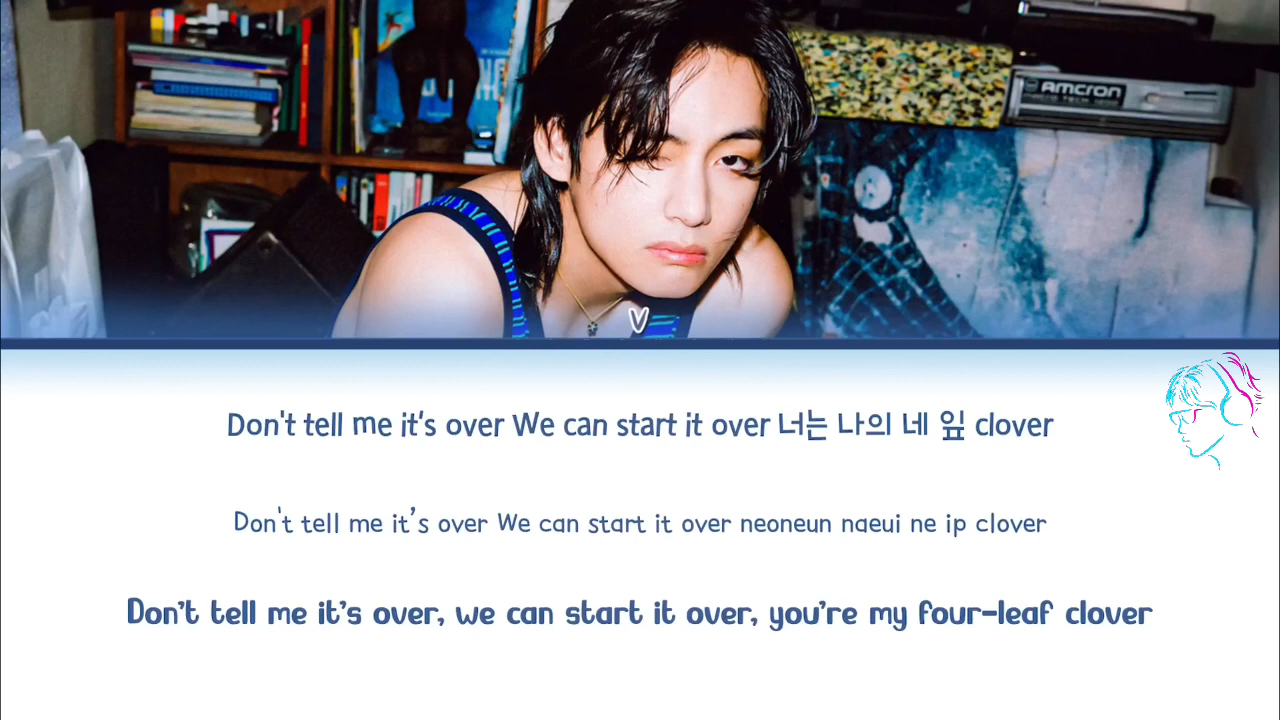 AMCRON
V
Don't tell me it's over We can start it over 너는 나의 네 잎 clover
Don't tell me it's over We can start it over neoneun naeui ne ip clover
Don't tell me it's over, we can start it over, you're my four-leaf clover